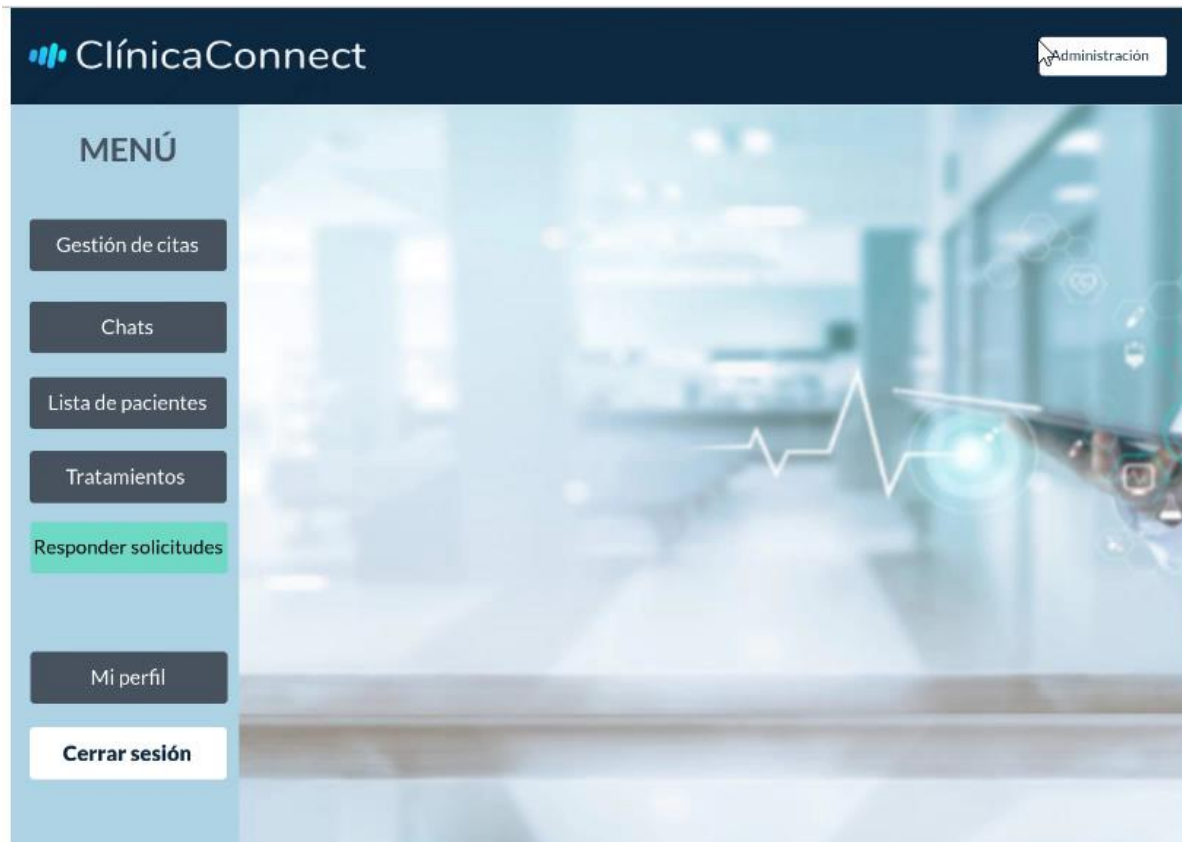 ClínicaConnect
Administración
MENÚ
Gestión de citas
Chats
Lista de pacientes
Tratamientos
Responder solicitudes
Mi perfil
Cerrar sesión